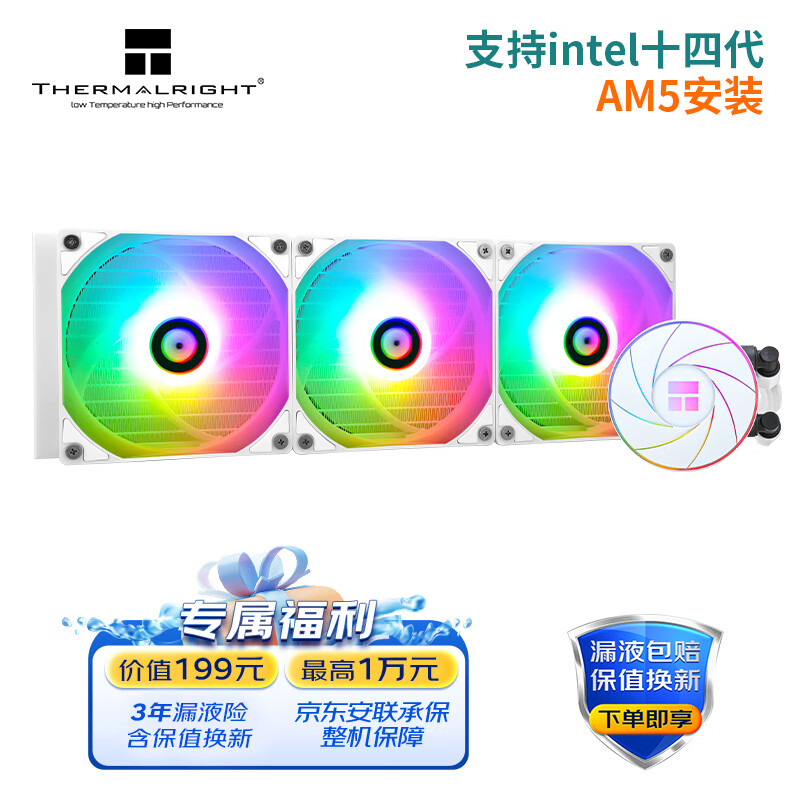 THERMALRIGHT®
low Temperature high Performance
支持intel十四代
AM5安装
专属福利
价值199元
最高1万元
3年漏液险
含保值换新
京东安联承保
整机保障
漏液包赔
保值换新
下单即享